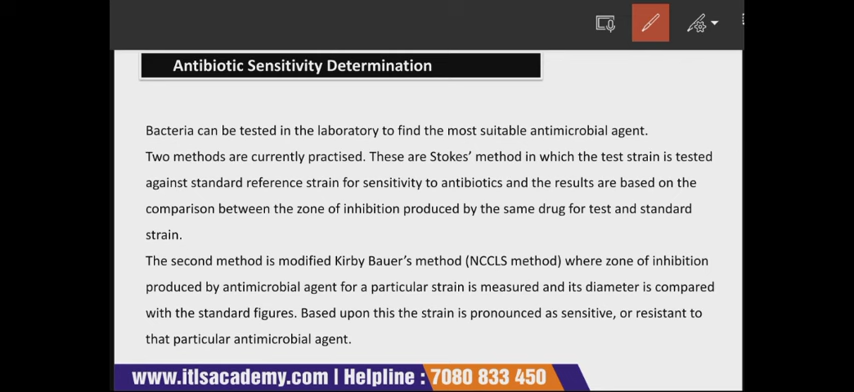 Antibiotic Sensitivity Determination
Bacteria can be tested in the laboratory to find the most suitable antimicrobial agent.
Two methods are currently practised. These are Stokes' method in which the test strain is tested
against standard reference strain for sensitivity to antibiotics and the results are based on the
comparison between the zone of inhibition produced by the same drug for test and standard
strain.
The second method is modified Kirby Bauer's method (NCCLS method) where zone of inhibition
produced by antimicrobial agent for a particular strain is measured and its diameter is compared
with the standard figures. Based upon this the strain is pronounced as sensitive, or resistant to
that particular antimicrobial agent.
www.itlsacademy.com | Helpline : 7080 833 450